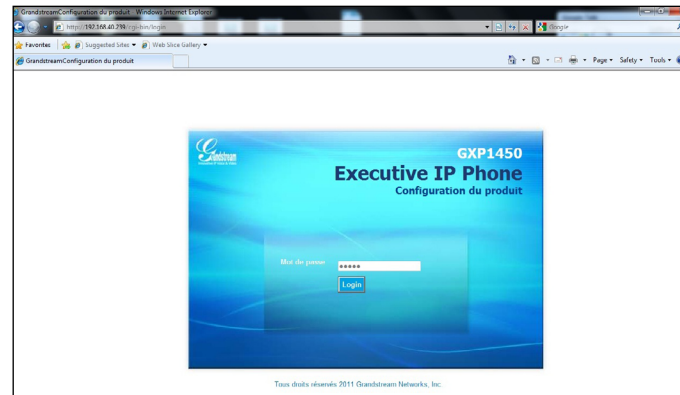 GrandstreamConfiguration du produit - Windows Internet Explorer
http://192.168.40.239/cgi-bin/login
Google
Favorites Suggested Sites Web Slice Gallery
GrandstreamConfiguration du produit
Page Safety Tools
Grandstream
GXP1450
Executive IP Phone
Configuration du produit
Mot de passe
Login
Tous droits réservés 2011 Grandstream Networks, Inc.